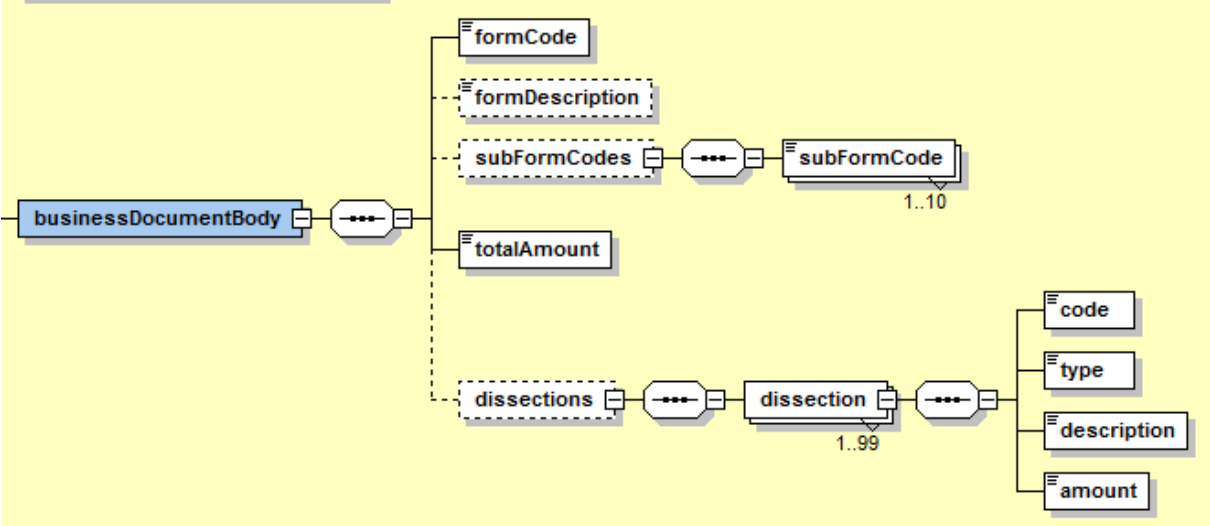 formCode
formDescription
subFormCodes
subFormCode
1..10
businessDocumentBody
totalAmount
code
type
dissections
dissection
1..99
description
amount